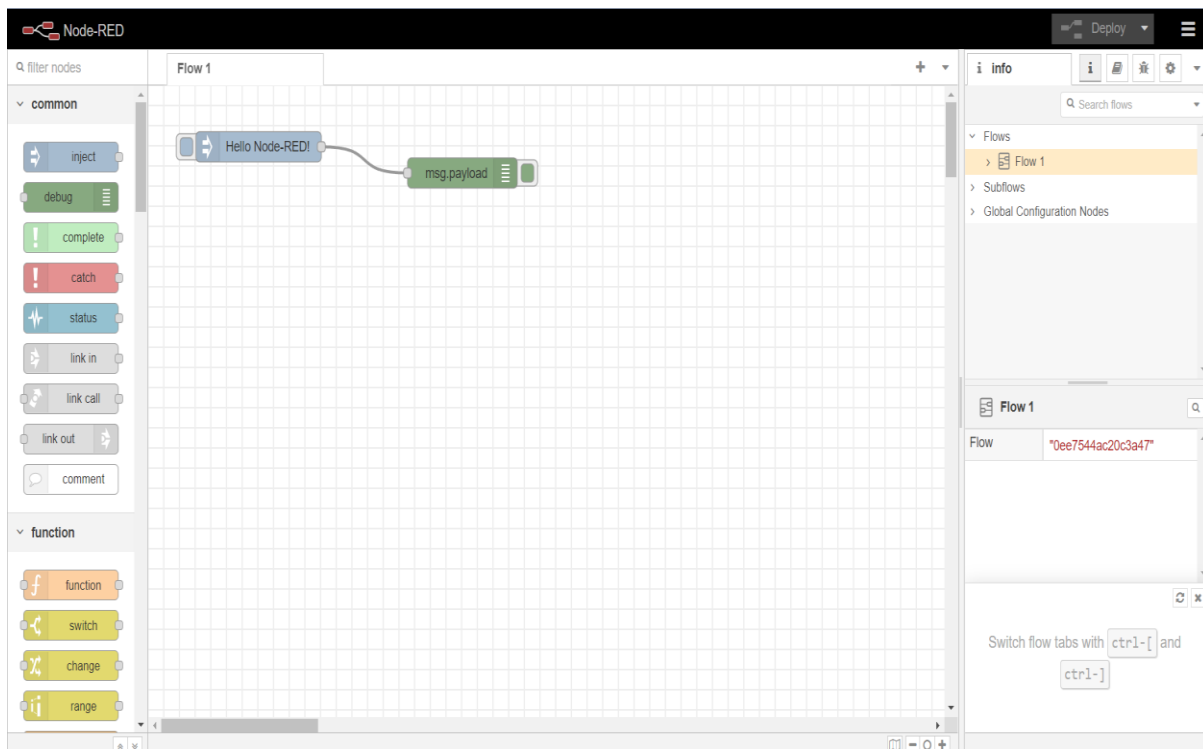 Node-RED
Deploy
filter nodes
Flow 1
i info
i
Search flows
common
inject
debug
complete
catch
status
link in
link call
link out
comment
function
function
switch
change
range
Hello Node-RED!
msg.payload
Flows
Flow 1
Subflows
Global Configuration Nodes
Flow 1
Flow "0ee7544ac20c3a47"
Switch flow tabs with ctrl-[ and
ctrl-]